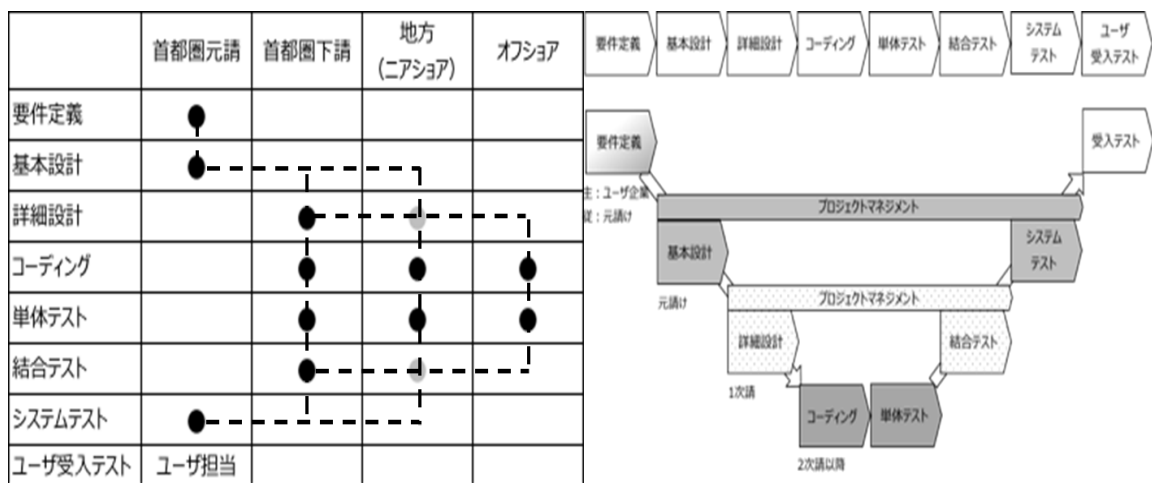 首都圏元請
首都圏下請
地方
(ニアショア)
オフショア
要件定義
基本設計
詳細設計
コーディング
単体テスト
結合テスト
システムテスト
ユーザ受入テスト
ユーザ担当
要件定義
基本設計
詳細設計
コーディング
単体テスト
結合テスト
システム
テスト
ユーザ
受入テスト
要件定義
受入テスト
主:ユーザ企業
従:元請け
プロジェクトマネジメント
基本設計
システム
テスト
元請け
プロジェクトマネジメント
詳細設計
結合テスト
1次請
コーディング
単体テスト
2次請以降